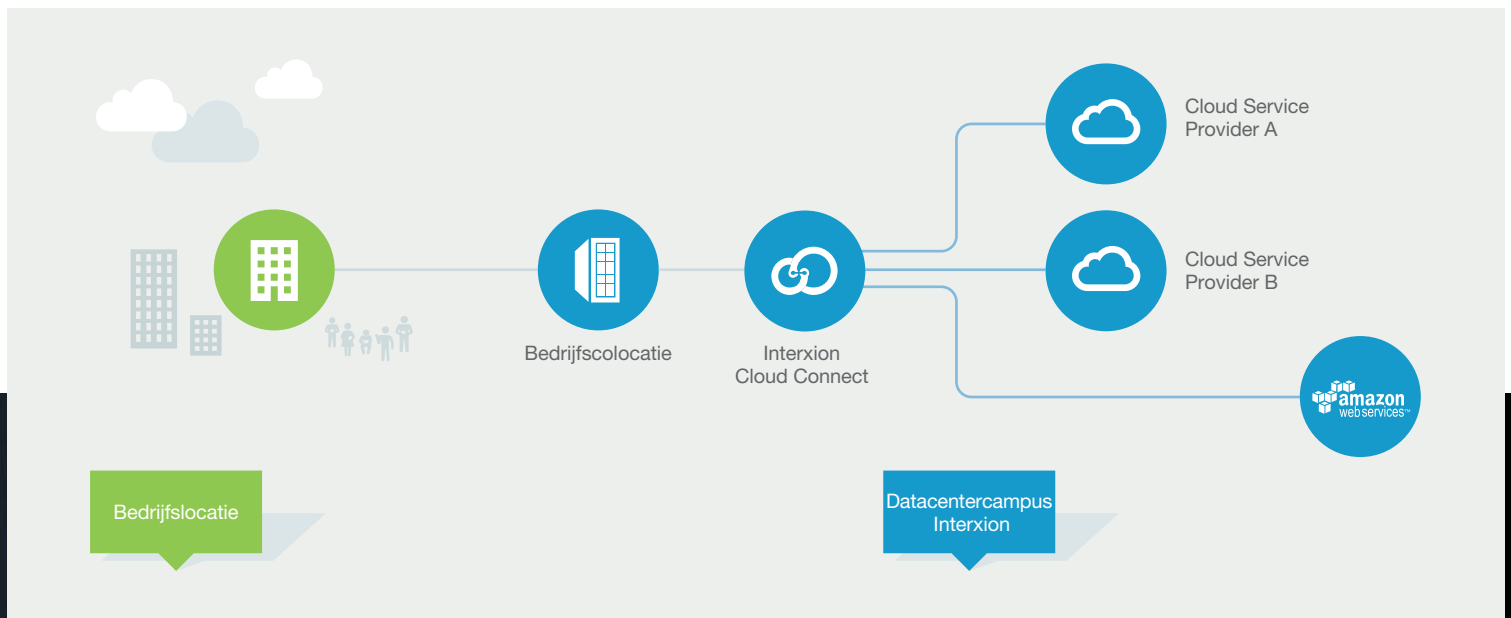 Cloud Service
Provider A
Cloud Service
Provider B
Bedrijfscolocatie
Interxion
Cloud Connect
amazon
webservices™
Bedrijfslocatie
Datacentercampus
Interxion